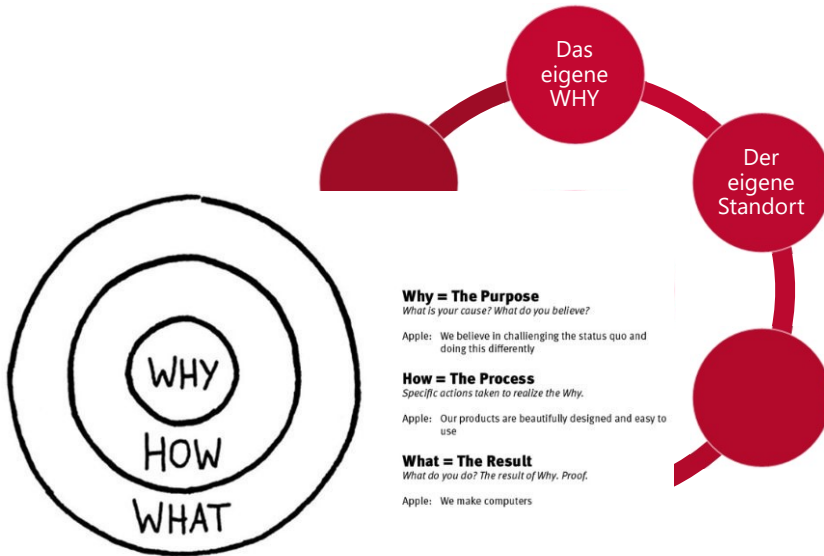 Das
eigene
WHY
Der
eigene
Standort
WHY
HOW
WHAT
Why = The Purpose
What is your cause? What do you believe?
Apple: We believe in challienging the status quo and
doing this differently
How = The Process
Specific actions taken to realize the Why.
Apple: Our products are beautifully designed and easy to
use
What = The Result
What do you do? The result of Why. Proof.
Apple: We make computers